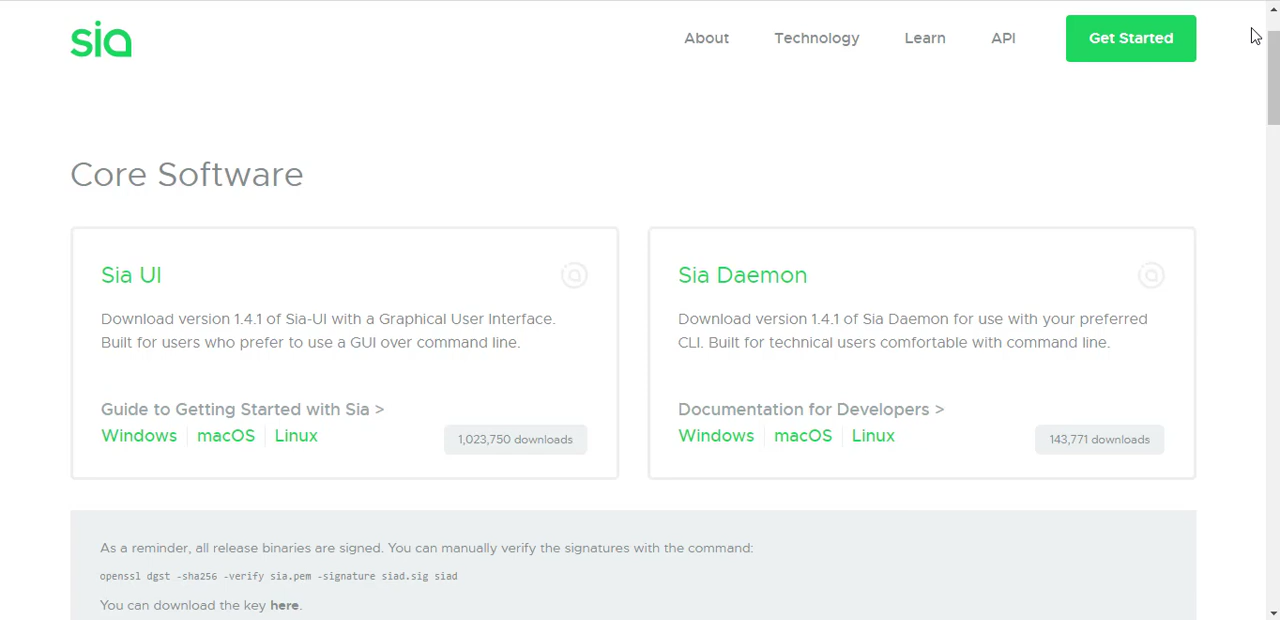 sia
About
Technology
Learn
API
Get Started
Core Software
Sia UI
Download version 1.4.1 of Sia-UI with a Graphical User Interface.
Built for users who prefer to use a GUI over command line.
Guide to Getting Started with Sia >
Windows
macOS
Linux
1,023,750 downloads
Sia Daemon
Download version 1.4.1 of Sia Daemon for use with your preferred
CLI. Built for technical users comfortable with command line.
Documentation for Developers >
Windows
macOS
Linux
143,771 downloads
As a reminder, all release binaries are signed. You can manually verify the signatures with the command:
openssl dgst -sha256 -verify sia.pem -signature siad.sig siad
You can download the key here.